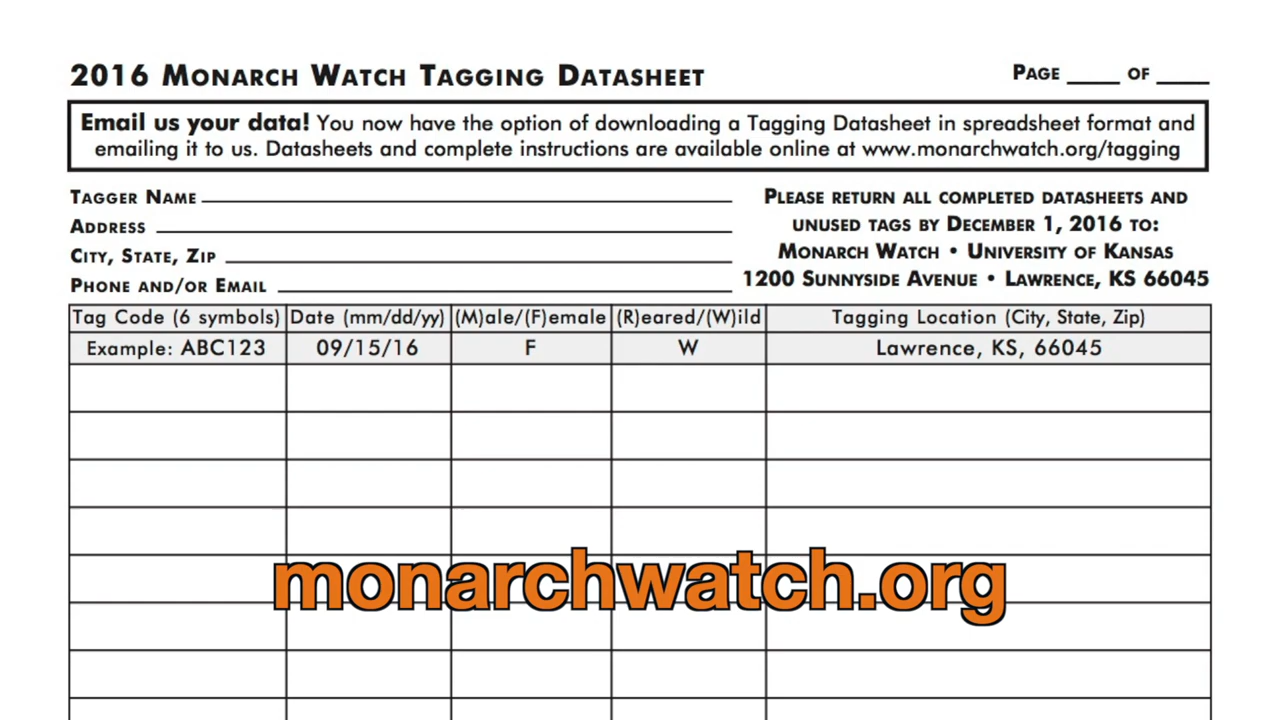 2016 MONARCH WATCH TAGGING DATASHEET PAGE ____ OF ____
Email us your data! You now have the option of downloading a Tagging Datasheet in spreadsheet format and
emailing it to us. Datasheets and complete instructions are available online at www.monarchwatch.org/tagging
TAGGER NAME
ADDRESS
CITY, STATE, ZIP
PHONE AND/OR EMAIL
PLEASE RETURN ALL COMPLETED DATASHEETS AND
UNUSED TAGS BY DECEMBER 1, 2016 TO:
MONARCH WATCH • UNIVERSITY OF KANSAS
1200 SUNNYSIDE AVENUE • LAWRENCE, KS 66045
Tag Code (6 symbols) Date (mm/dd/yy) (M)ale/(F)emale (R)eared/(W)ild Tagging Location (City, State, Zip)
Example: ABC123 09/15/16 F W Lawrence, KS, 66045
monarchwatch.org